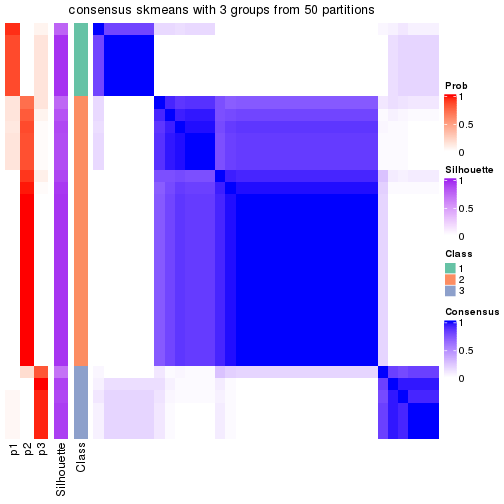 consensus skmeans with 3 groups from 50 partitions
Prob
1
0.5
0
Silhouette
1
0.5
0
Class
1
2
3
Consensus
1
0.5
0
p1
p2
p3
Silhouette
Class